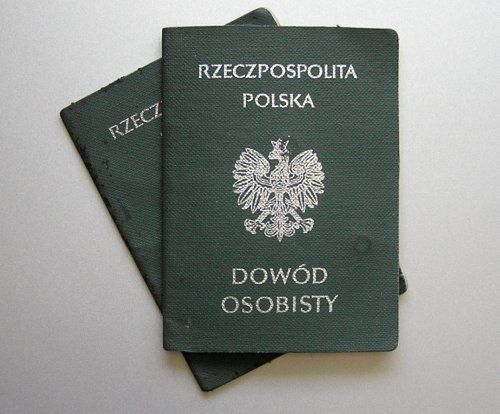 RZECZPOSPOLITA
POLSKA
DOWÓD
OSOBISTY
RZECZ